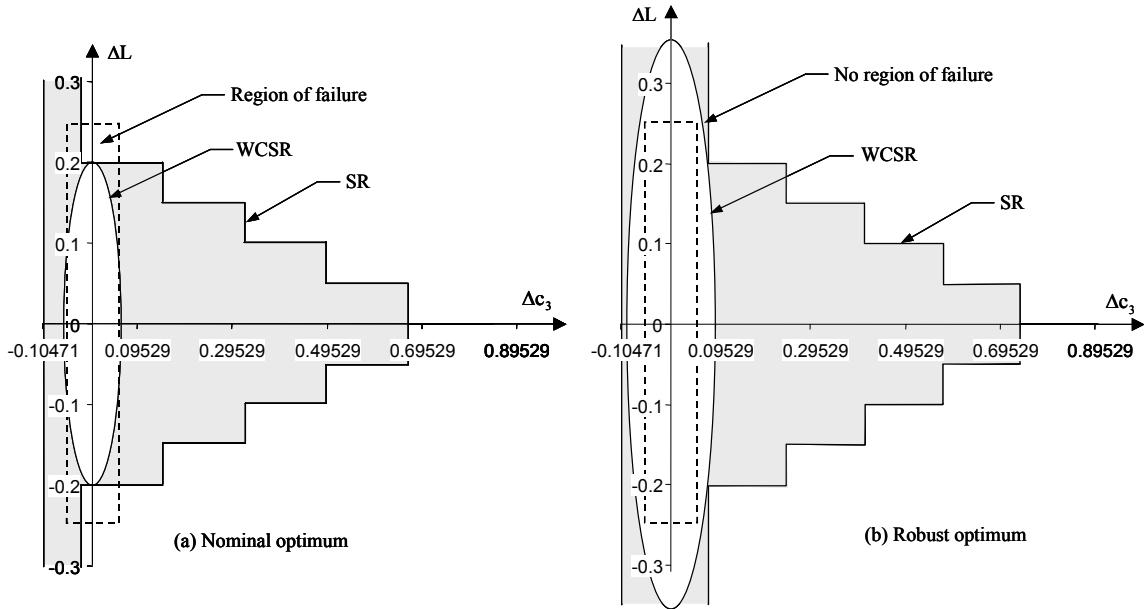 ΔL
0.3
Region of failure
WCSR
0.2
SR
0.1
Δc3
0
-0.10471
0.09529
0.29529
0.49529
0.69529
0.89529
-0.1
-0.2
(a) Nominal optimum
-0.3
ΔL
No region of failure
0.3
WCSR
0.2
SR
0.1
Δc3
0
-0.10471
0.09529
0.29529
0.49529
0.69529
0.89529
-0.1
-0.2
(b) Robust optimum
-0.3